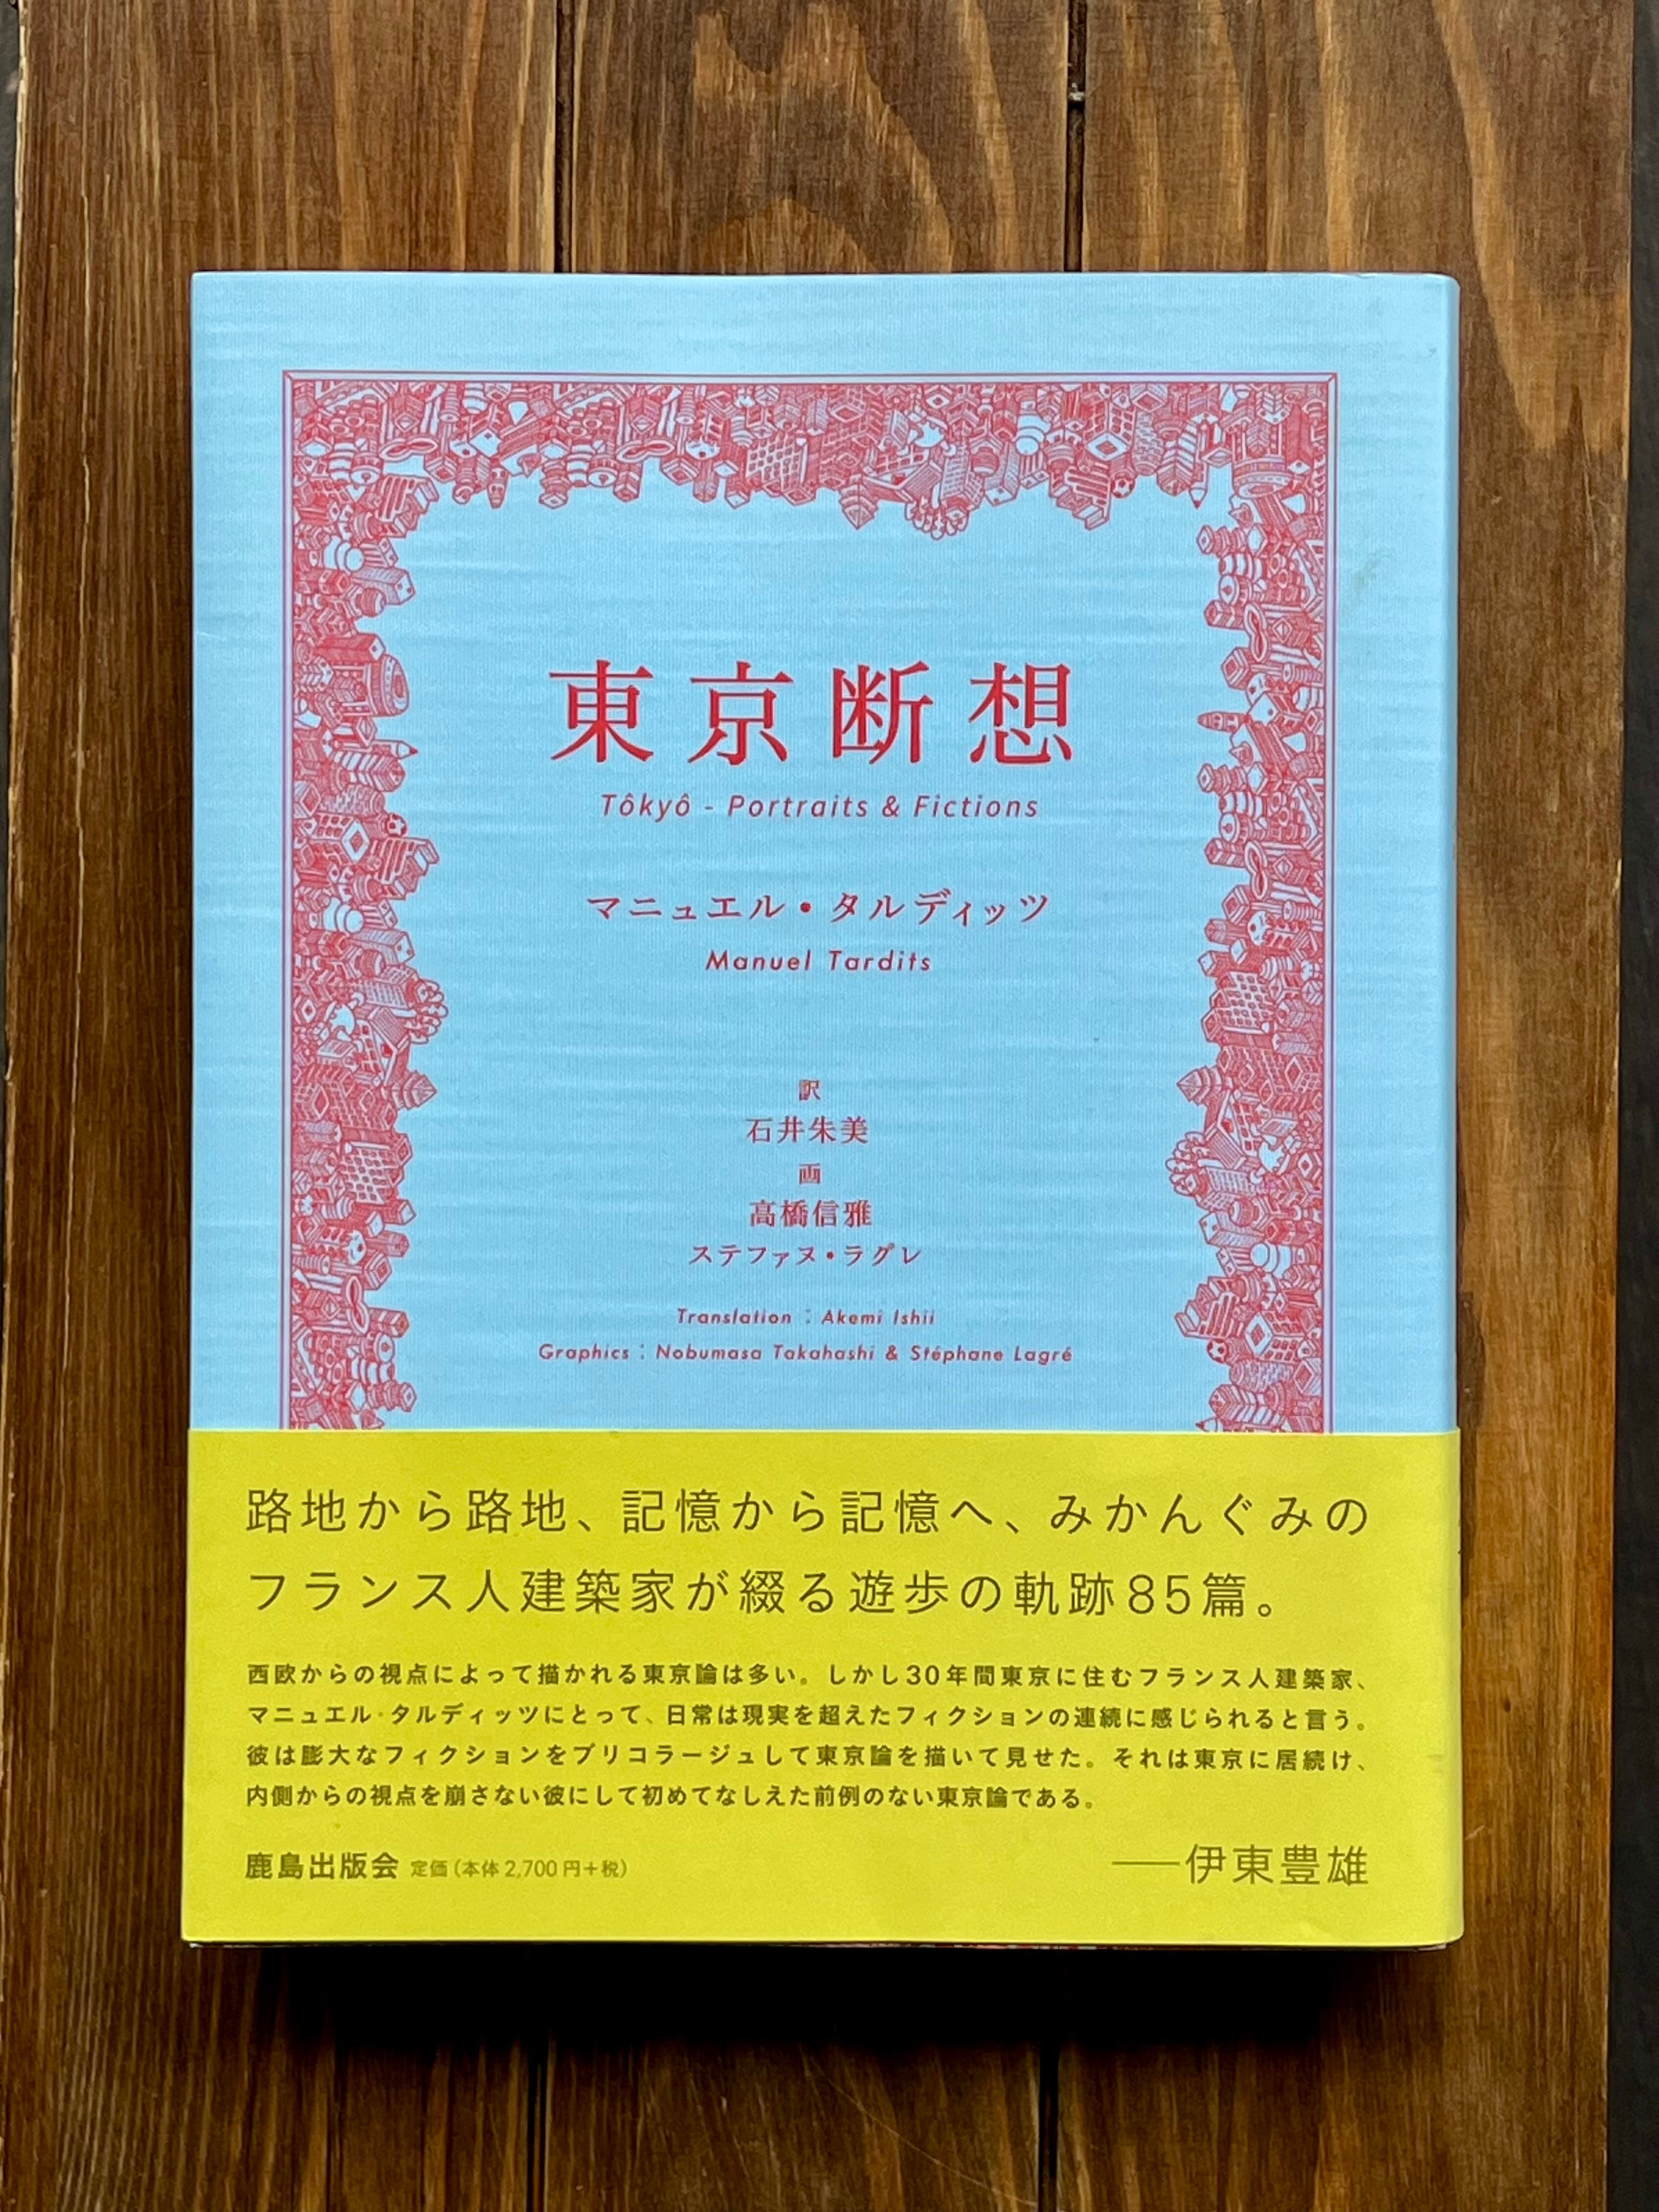 東京断想
Tôkyô - Portraits & Fictions
マニュエル・タルディッツ
Manuel Tardits
訳
石井朱美
画
高橋信雅
ステファヌ・ラグレ
Translation：Akemi Ishii
Graphics：Nobumasa Takahashi & Stéphane Lagré
路地から路地、記憶から記憶へ、みかんぐみの
フランス人建築家が綴る遊歩の軌跡85篇。
西欧からの視点によって描かれる東京論は多い。しかし30年間東京に住むフランス人建築家、
マニュエル・タルディッツにとって、日常は現実を超えたフィクションの連続に感じられると言う。
彼は膨大なフィクションをブリコラージュして東京論を描いて見せた。それは東京に居続け、
内側からの視点を崩さない彼にして初めてなしえた前例のない東京論である。
鹿島出版会 定価（本体2,700円＋税） ――伊東豊雄